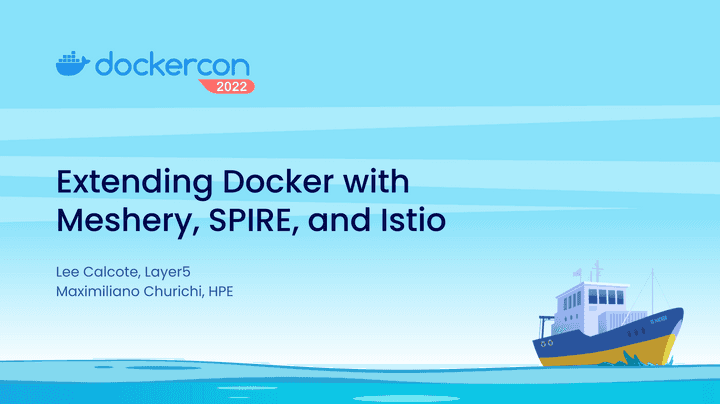 dockercon
2022
Extending Docker with
Meshery, SPIRE, and Istio
Lee Calcote, Layer5
Maximiliano Churichi, HPE